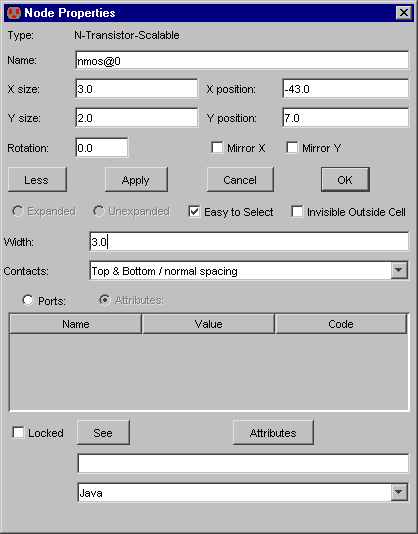 Node Properties
Type: N-Transistor-Scalable
Name: nmos@0
X size: 3.0 X position: -43.0
Y size: 2.0 Y position: 7.0
Rotation: 0.0 Mirror X Mirror Y
Less Apply Cancel OK
Expanded Unexpanded Easy to Select Invisible Outside Cell
Width: 3.0
Contacts: Top & Bottom / normal spacing
Ports: Attributes:
Name Value Code
Locked See Attributes
Java